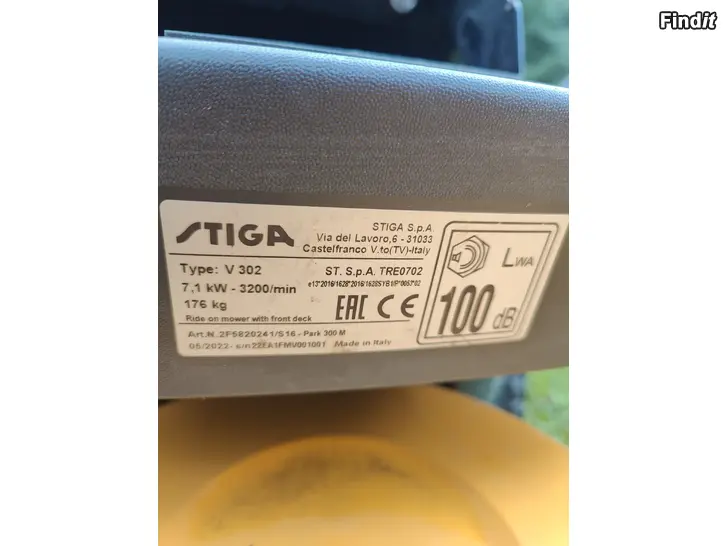 Findit
STIGA
STIGA S.p.A.
Via del Lavoro,6 - 31033
Castelfranco V.to(TV)-Italy
Type: V 302
ST. S.p.A. TRE0702
7,1 kW - 3200/min
176 kg
EAC CE
Ride on mower with front deck
Art.N.2F5820241/S16 - Park 300 M
05/2022- s/n22EA1FMV001001 Made in Italy
LWA
100 dB